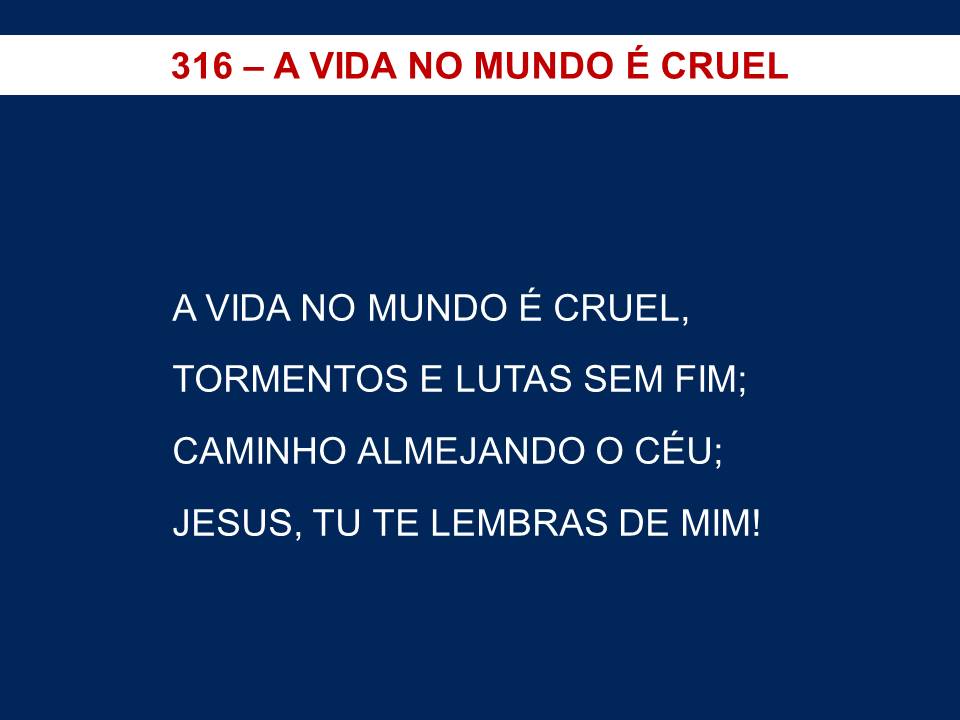 316 – A VIDA NO MUNDO É CRUEL
A VIDA NO MUNDO É CRUEL,
TORMENTOS E LUTAS SEM FIM;
CAMINHO ALMEJANDO O CÉU;
JESUS, TU TE LEMBRAS DE MIM!